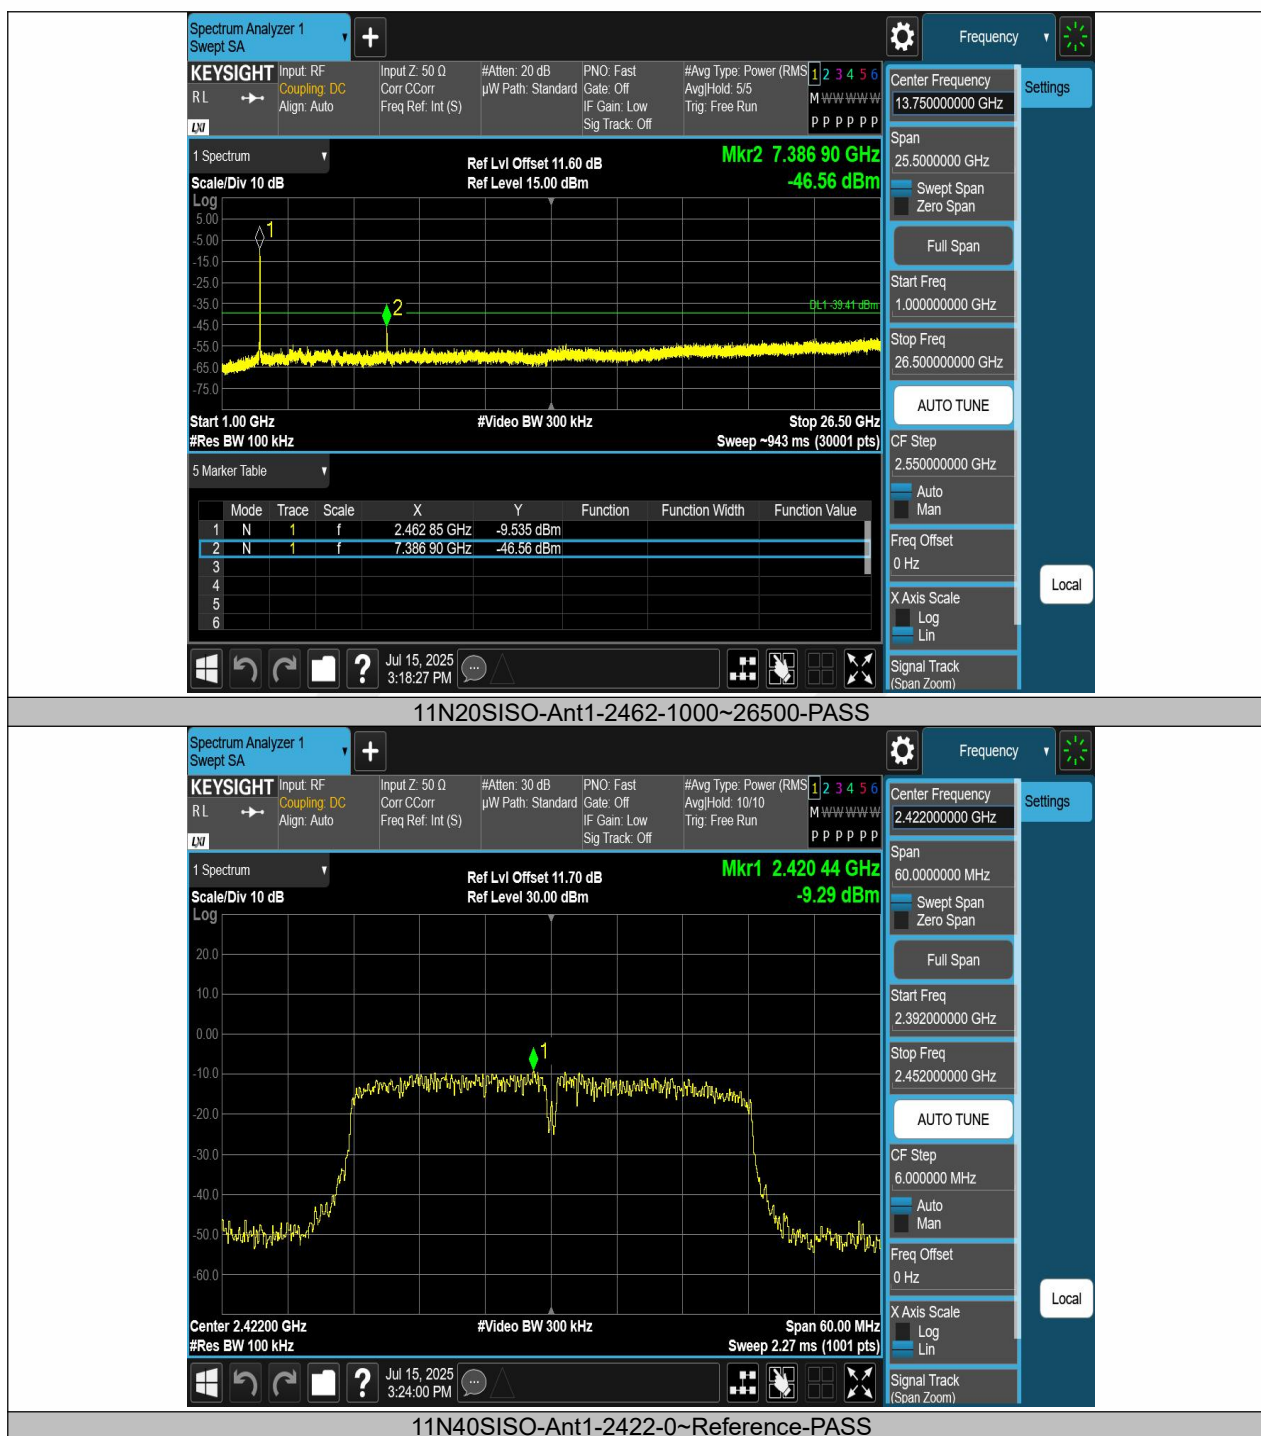 Spectrum Analyzer 1
Swept SA
Frequency
KEYSIGHT
RL
LXI
Input: RF
Coupling: DC
Align: Auto
Input Z: 50 Ω
Corr CCorr
Freq Ref: Int (S)
#Atten: 20 dB
µW Path: Standard
PNO: Fast
Gate: Off
IF Gain: Low
Sig Track: Off
#Avg Type: Power (RMS
Avg|Hold: 5/5
Trig: Free Run
1 2 3 4 5 6
M W W W W W
P P P P P P
1 Spectrum
Scale/Div 10 dB
Ref Lvl Offset 11.60 dB
Ref Level 15.00 dBm
Mkr2 7.386 90 GHz
-46.56 dBm
Log
5.00
-5.00
-15.0
-25.0
-35.0
-45.0
-55.0
-65.0
-75.0
1
2
DL1 -39.41 dBm
Start 1.00 GHz
#Res BW 100 kHz
#Video BW 300 kHz
Stop 26.50 GHz
Sweep ~943 ms (30001 pts)
5 Marker Table
Mode Trace Scale X Y Function Function Width Function Value
1 N 1 f 2.462 85 GHz -9.535 dBm
2 N 1 f 7.386 90 GHz -46.56 dBm
3
4
5
6
Jul 15, 2025
3:18:27 PM
Center Frequency
13.750000000 GHz
Settings
Span
25.5000000 GHz
Swept Span
Zero Span
Full Span
Start Freq
1.000000000 GHz
Stop Freq
26.500000000 GHz
AUTO TUNE
CF Step
2.550000000 GHz
Auto
Man
Freq Offset
0 Hz
X Axis Scale
Log
Lin
Local
Signal Track
(Span Zoom)
11N20SISO-Ant1-2462-1000~26500-PASS
Spectrum Analyzer 1
Swept SA
Frequency
KEYSIGHT
RL
LXI
Input: RF
Coupling: DC
Align: Auto
Input Z: 50 Ω
Corr CCorr
Freq Ref: Int (S)
#Atten: 30 dB
µW Path: Standard
PNO: Fast
Gate: Off
IF Gain: Low
Sig Track: Off
#Avg Type: Power (RMS
Avg|Hold: 10/10
Trig: Free Run
1 2 3 4 5 6
M W W W W W
P P P P P P
1 Spectrum
Scale/Div 10 dB
Ref Lvl Offset 11.70 dB
Ref Level 30.00 dBm
Mkr1 2.420 44 GHz
-9.29 dBm
Log
20.0
10.0
0.00
-10.0
-20.0
-30.0
-40.0
-50.0
-60.0
1
Center 2.42200 GHz
#Res BW 100 kHz
#Video BW 300 kHz
Span 60.00 MHz
Sweep 2.27 ms (1001 pts)
Jul 15, 2025
3:24:00 PM
Center Frequency
2.422000000 GHz
Settings
Span
60.0000000 MHz
Swept Span
Zero Span
Full Span
Start Freq
2.392000000 GHz
Stop Freq
2.452000000 GHz
AUTO TUNE
CF Step
6.000000 MHz
Auto
Man
Freq Offset
0 Hz
X Axis Scale
Log
Lin
Local
Signal Track
(Span Zoom)
11N40SISO-Ant1-2422-0~Reference-PASS